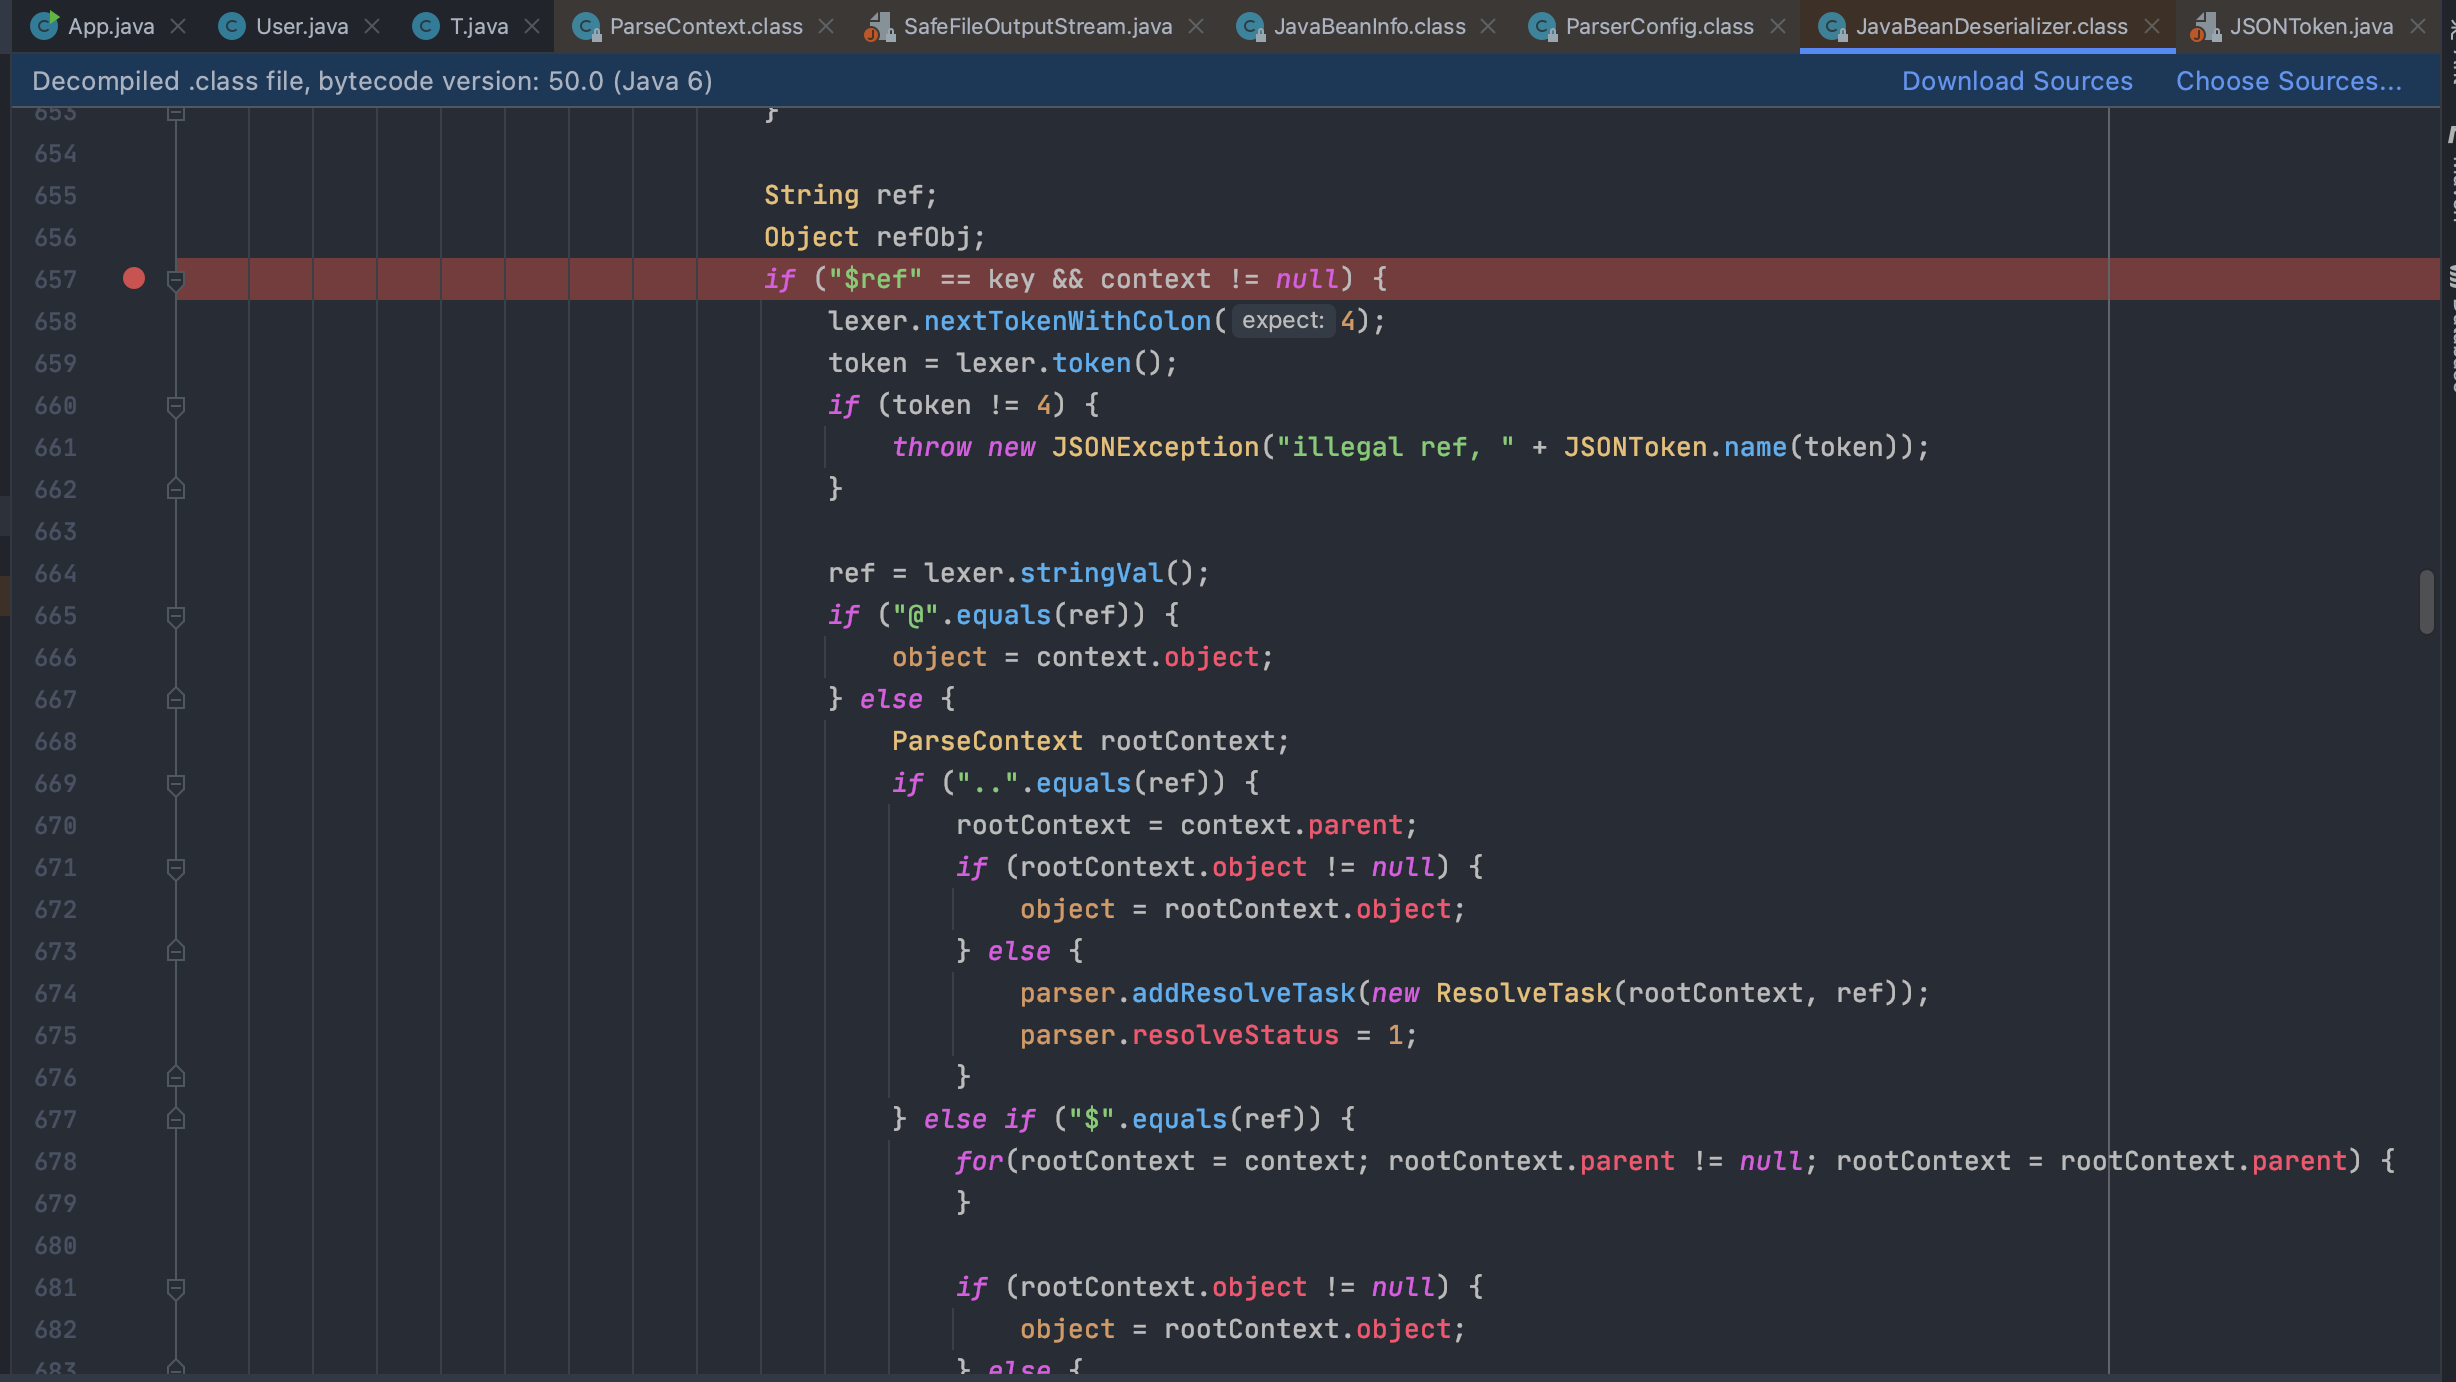 App.java User.java T.java ParseContext.class SafeFileOutputStream.java JavaBeanInfo.class ParserConfig.class JavaBeanDeserializer.class JSONToken.java
Decompiled .class file, bytecode version: 50.0 (Java 6) Download Sources Choose Sources...
653 }
654
655 String ref;
656 Object refObj;
657 if ("$ref" == key && context != null) {
658 lexer.nextTokenWithColon( expect: 4);
659 token = lexer.token();
660 if (token != 4) {
661 throw new JSONException("illegal ref, " + JSONToken.name(token));
662 }
663
664 ref = lexer.stringVal();
665 if ("@".equals(ref)) {
666 object = context.object;
667 } else {
668 ParseContext rootContext;
669 if ("..".equals(ref)) {
670 rootContext = context.parent;
671 if (rootContext.object != null) {
672 object = rootContext.object;
673 } else {
674 parser.addResolveTask(new ResolveTask(rootContext, ref));
675 parser.resolveStatus = 1;
676 }
677 } else if ("$".equals(ref)) {
678 for(rootContext = context; rootContext.parent != null; rootContext = rootContext.parent) {
679 }
680
681 if (rootContext.object != null) {
682 object = rootContext.object;
683 } else {